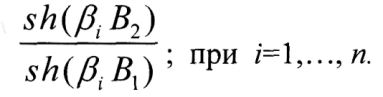 sh(βᵢ B₂) / sh(βᵢ B₁) ; при i=1,..., n.